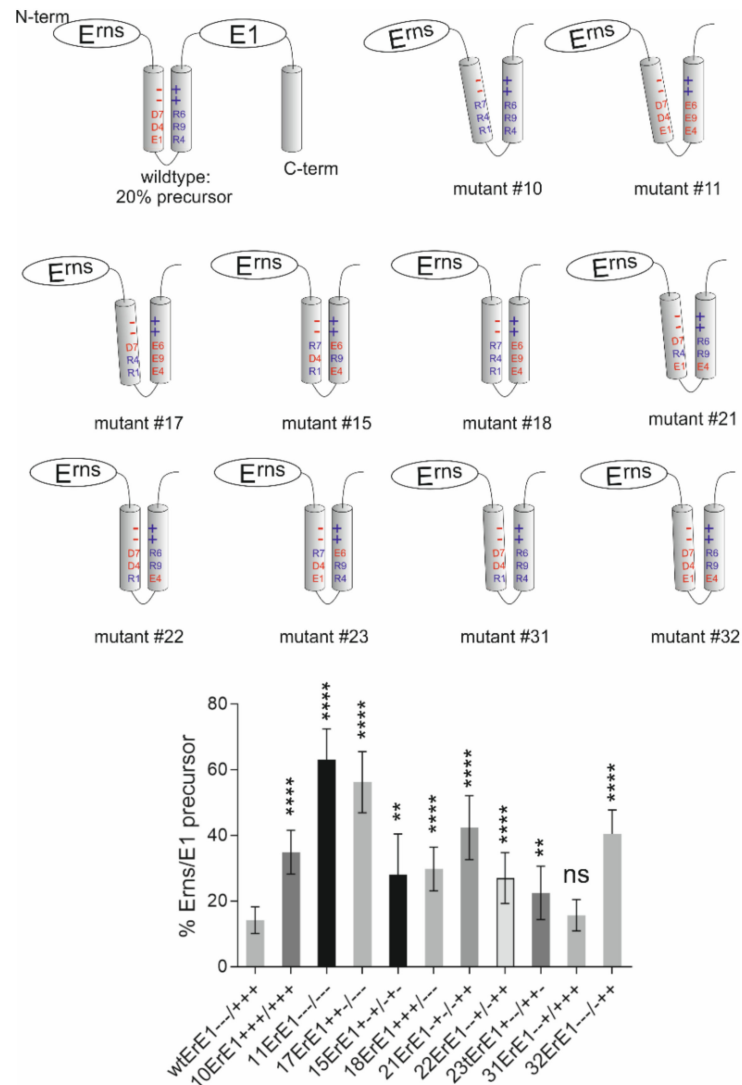 N-term
Erns E1 Erns Erns
- + - + - +
- + - + - +
D7 R6 R7 R6 D7 E6
D4 R9 R4 R9 D4 E9
E1 R4 R1 R4 E1 E4
wildtype:
20% precursor
C-term
mutant #10
mutant #11
Erns Erns Erns Erns
- + - + - + - +
- + - + - + - +
D7 E6 R7 E6 R7 E6 D7 R6
R4 E9 D4 R9 R4 E9 R4 R9
R1 E4 R1 E4 R1 E4 E1 E4
mutant #17 mutant #15 mutant #18 mutant #21
Erns Erns Erns Erns
- + - + - + - +
- + - + - + - +
D7 R6 R7 E6 D7 R6 D7 R6
D4 R9 D4 R9 D4 R9 D4 R9
R1 E4 E1 R4 R1 R4 E1 E4
mutant #22 mutant #23 mutant #31 mutant #32
% Erns/E1 precursor
80
60
40
20
0
**** **** **** ** **** **** **** ** ns ****
wtErE1---/+++
10ErE1+++/+++
11ErE1---/---
17ErE1++-/---
15ErE1+-+/-+-
18ErE1+++/---
21ErE1-+-/-++
22ErE1--+/-++
23tErE1+--/++-
31ErE1--+/+++
32ErE1---/-++